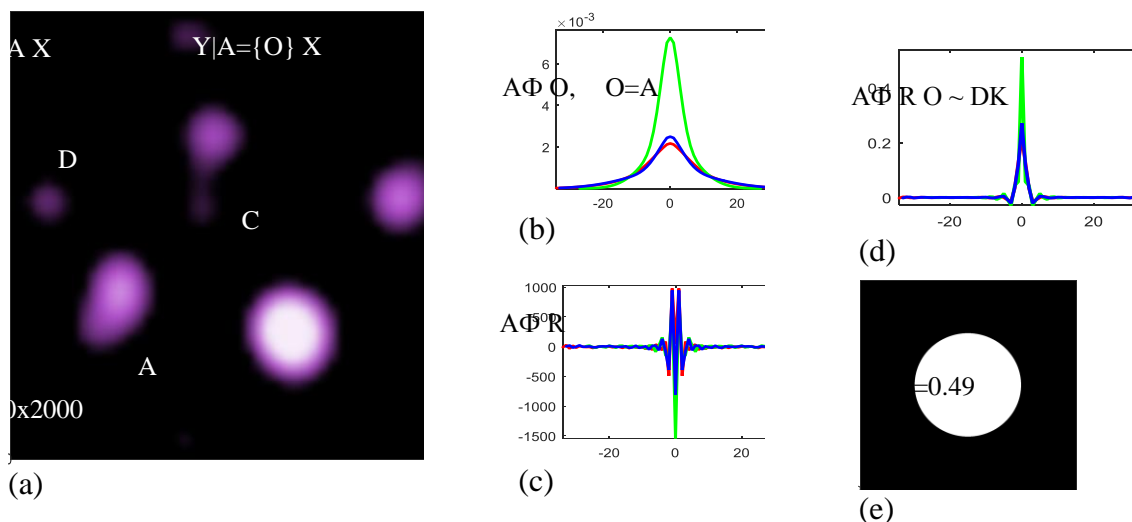 A X
Y|A={O} X
D
C
A
0x2000
(a)
× 10⁻³
6
4
2
AΦ O, O=A
-20 0 20
(b)
1000
500
0
-500
-1000
-1500
AΦ R
-20 0 20
(c)
0.4
0.2
0
AΦ R O ~ DK
-20 0 20
(d)
=0.49
(e)